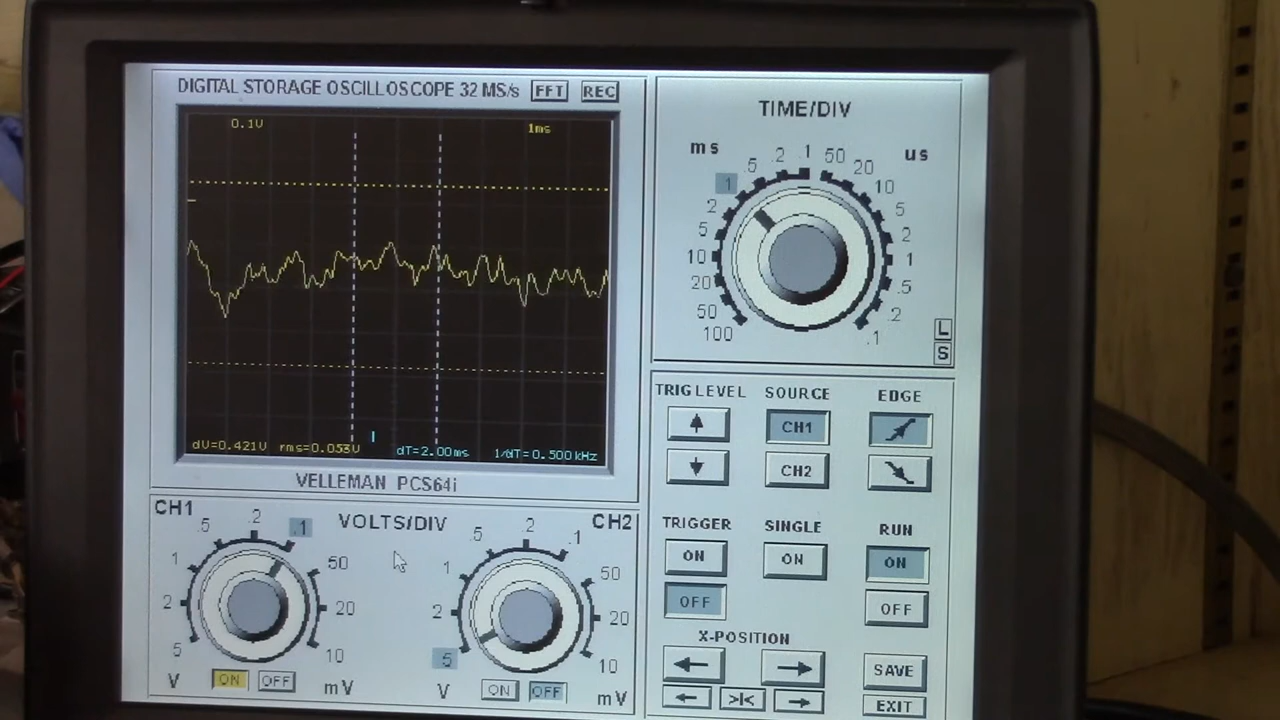 DIGITAL STORAGE OSCILLOSCOPE 32 MS/s FFT REC
0.1V 1ms
dV=0.421V rms=0.053V dT=2.00ms 1/dT=0.500kHz
VELLEMAN PCS64i
TIME/DIV
ms us
.1
.2 50
.5 20
1 10
2 5
5 2
10 1
20 .5
50 .2
100 .1
L
S
CH1 VOLTS/DIV CH2
.5 .2 .1
1 50
2 20
5 10
V ON OFF mV
.5 .2 .1
1 50
2 20
5 10
V ON OFF mV
TRIG LEVEL SOURCE EDGE
CH1
CH2
TRIGGER SINGLE RUN
ON ON ON
OFF OFF
X-POSITION
>|<
SAVE
EXIT